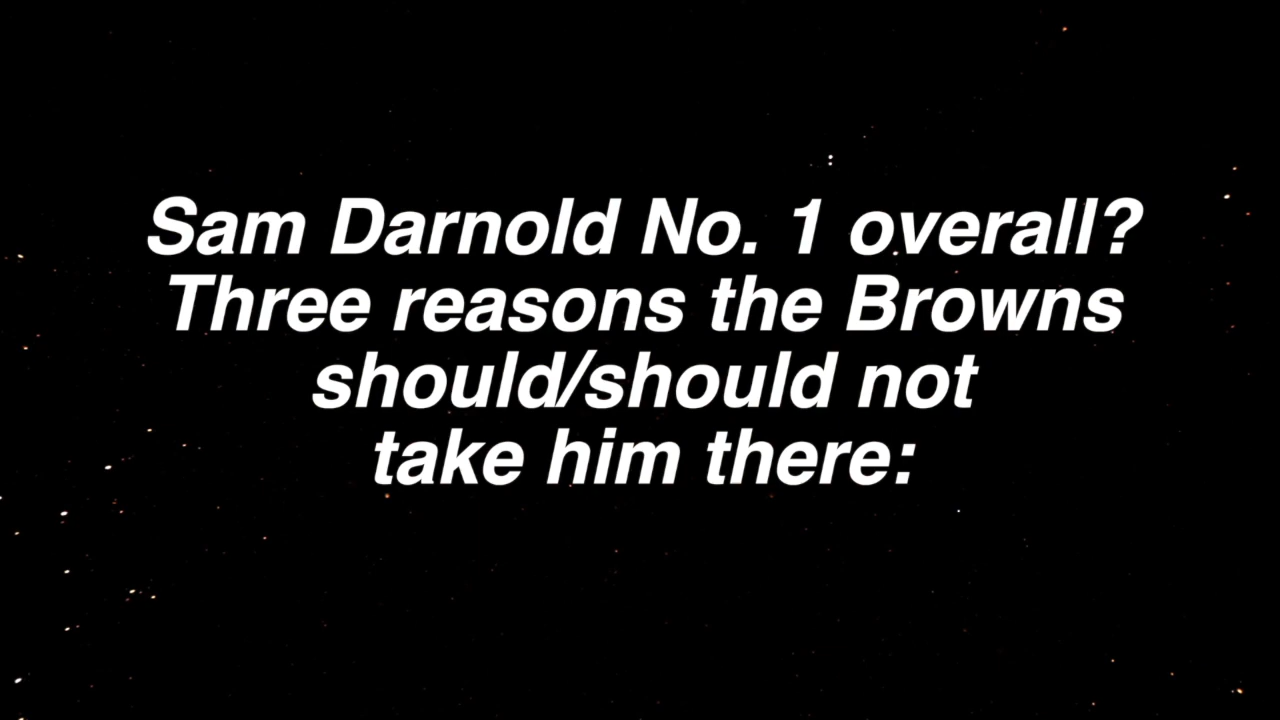 Sam Darnold No. 1 overall?
Three reasons the Browns
should/should not
take him there: